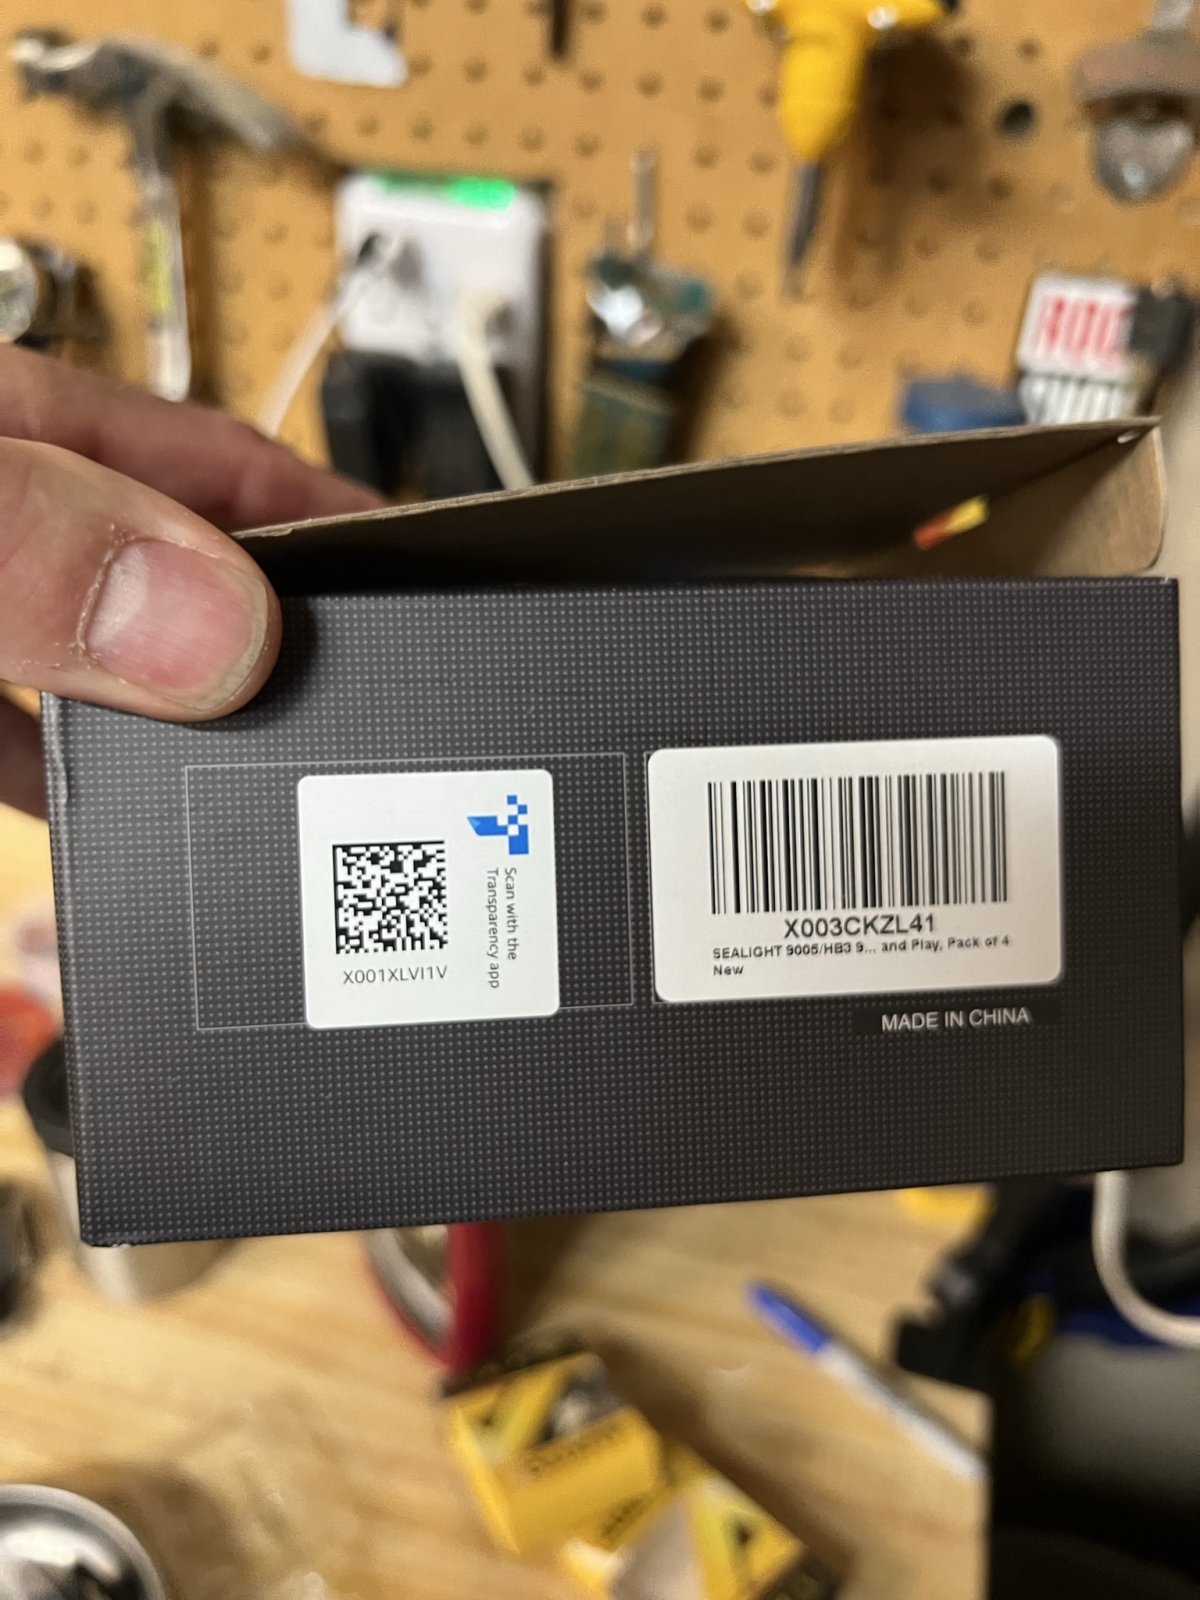 Scan with the
Transparency app
X001XLVI1V
X003CKZL41
SEALIGHT 9005/HB3 9... and Play, Pack of 4
New
MADE IN CHINA